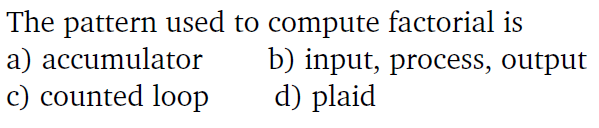 The pattern used to compute factorial is
a) accumulator b) input, process, output
c) counted loop d) plaid